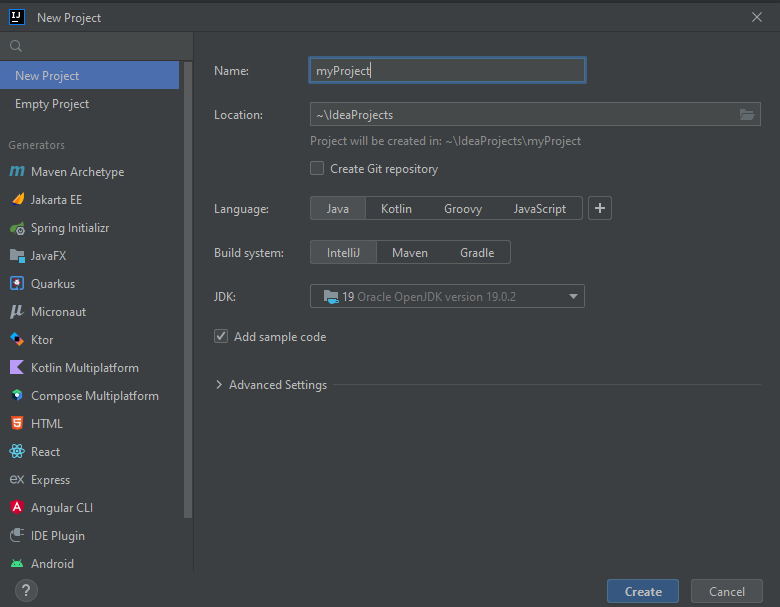 New Project
New Project
Empty Project
Generators
Maven Archetype
Jakarta EE
Spring Initializr
JavaFX
Quarkus
Micronaut
Ktor
Kotlin Multiplatform
Compose Multiplatform
HTML
React
Express
Angular CLI
IDE Plugin
Android
?
Name: myProject
Location: ~\IdeaProjects
Project will be created in: ~\IdeaProjects\myProject
Create Git repository
Language: Java Kotlin Groovy JavaScript +
Build system: IntelliJ Maven Gradle
JDK: 19 Oracle OpenJDK version 19.0.2
Add sample code
Advanced Settings
Create Cancel